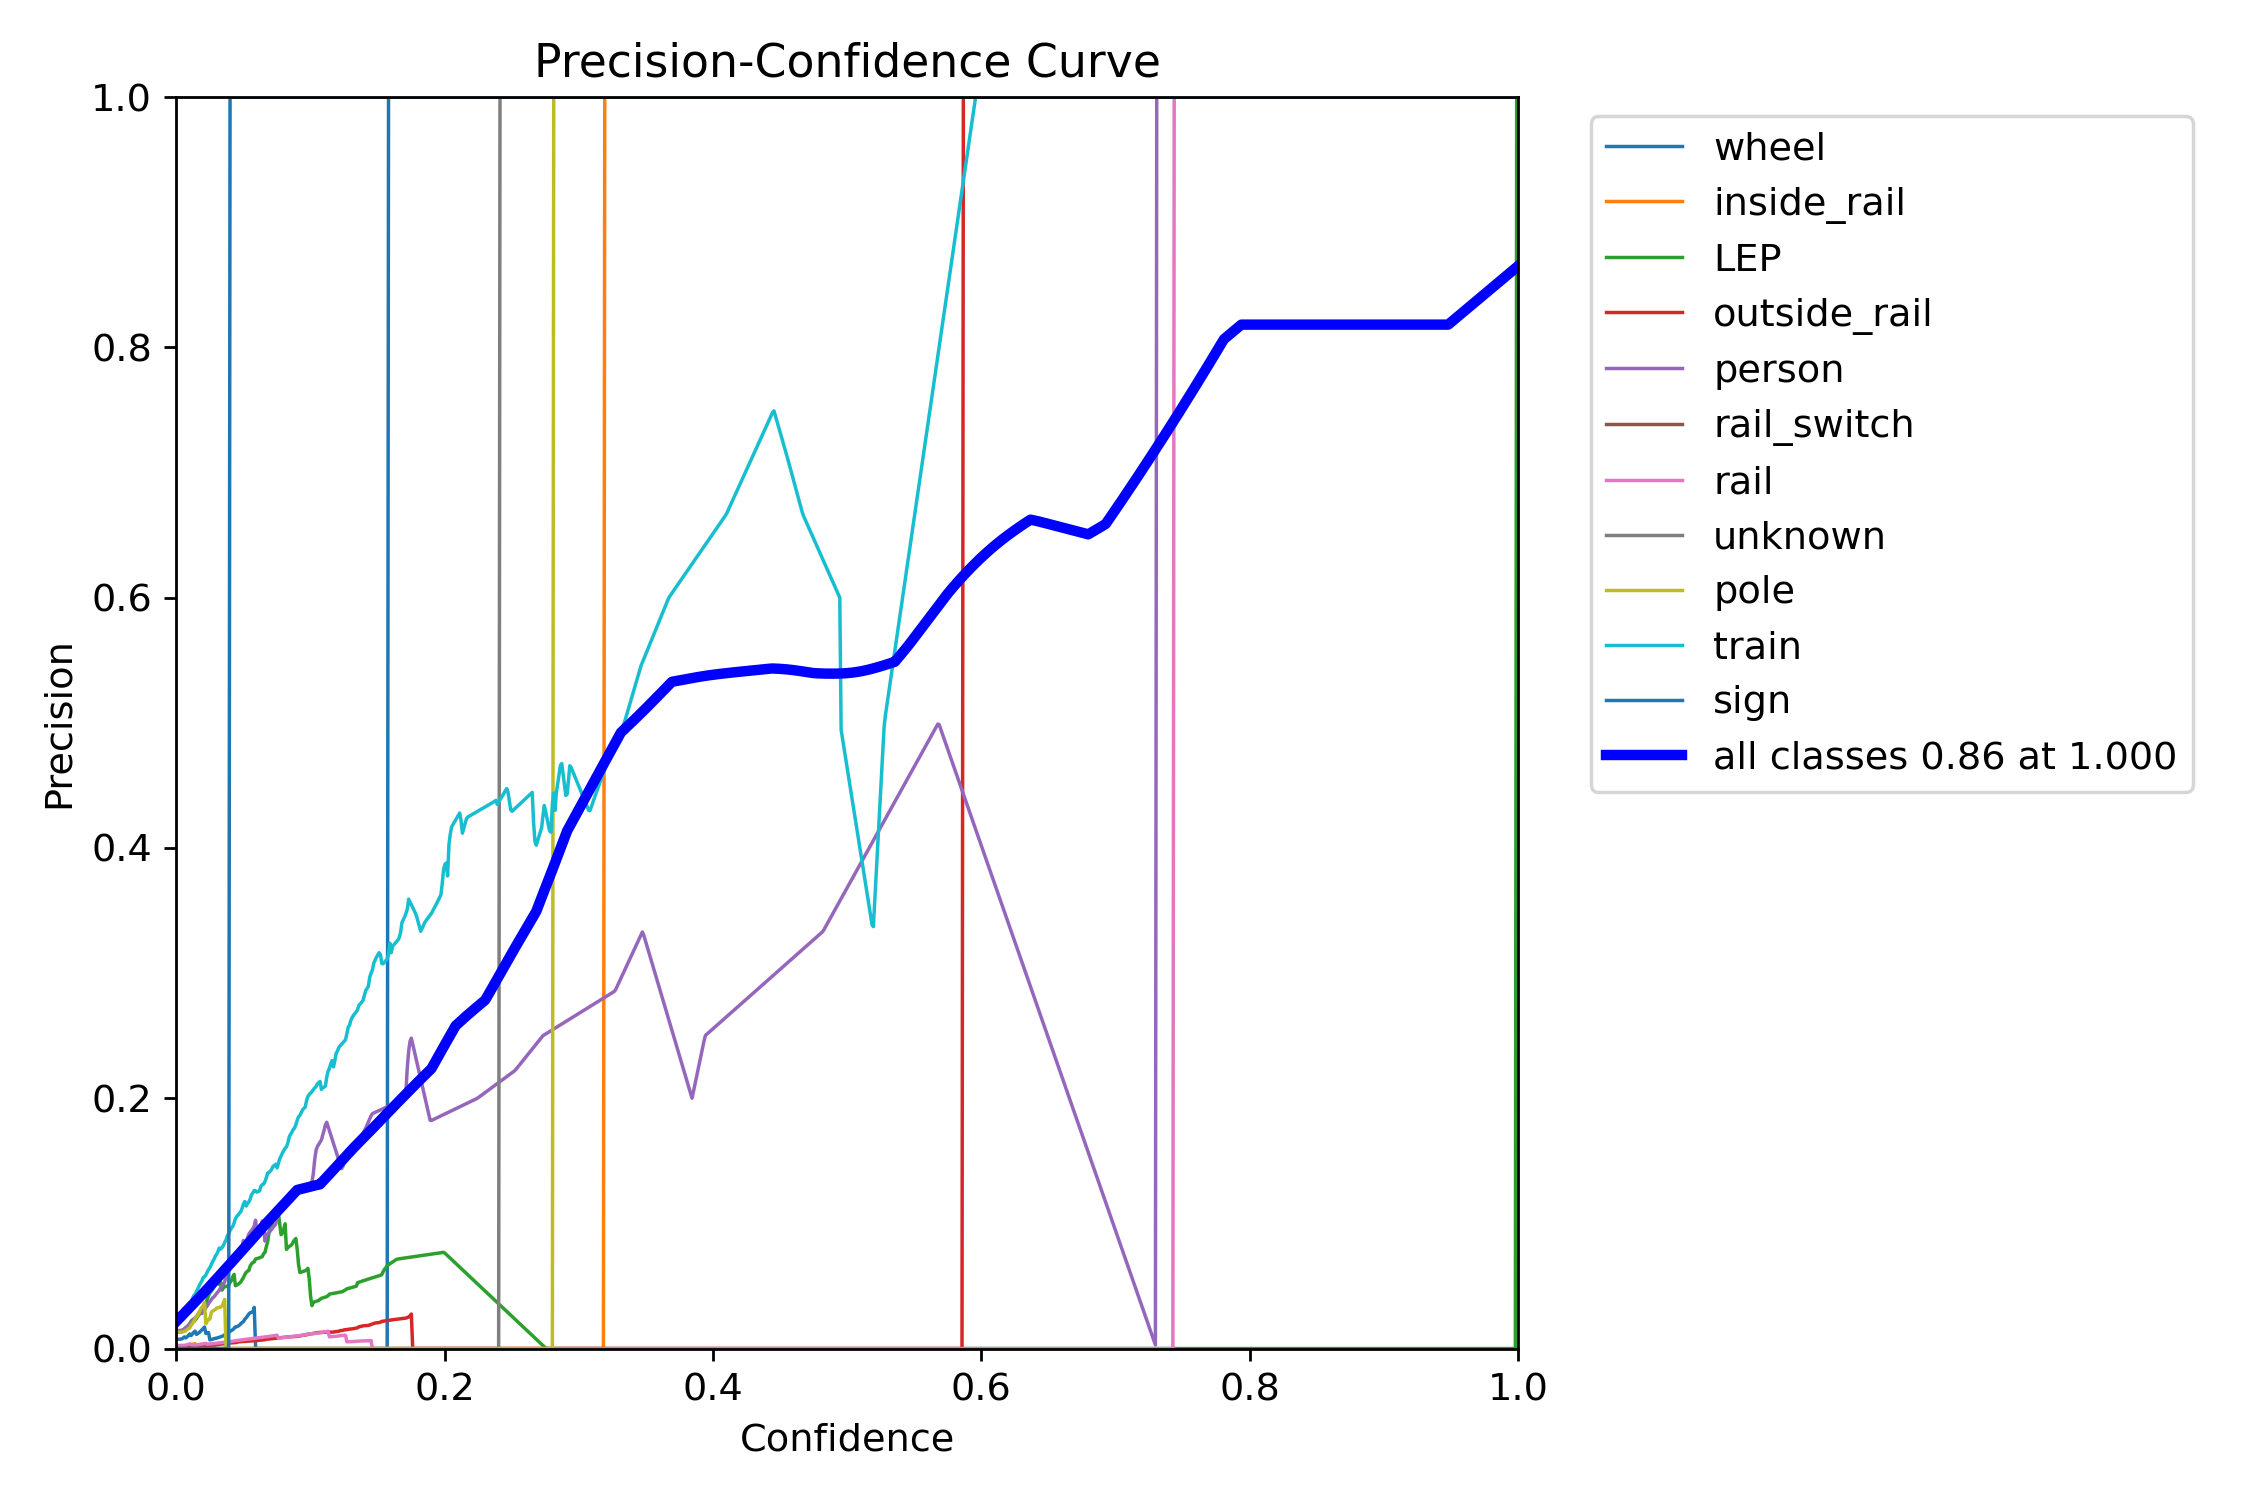 Precision-Confidence Curve
1.0
0.8
0.6
0.4
0.2
0.0
Precision
0.0 0.2 0.4 0.6 0.8 1.0
Confidence
wheel
inside_rail
LEP
outside_rail
person
rail_switch
rail
unknown
pole
train
sign
all classes 0.86 at 1.000